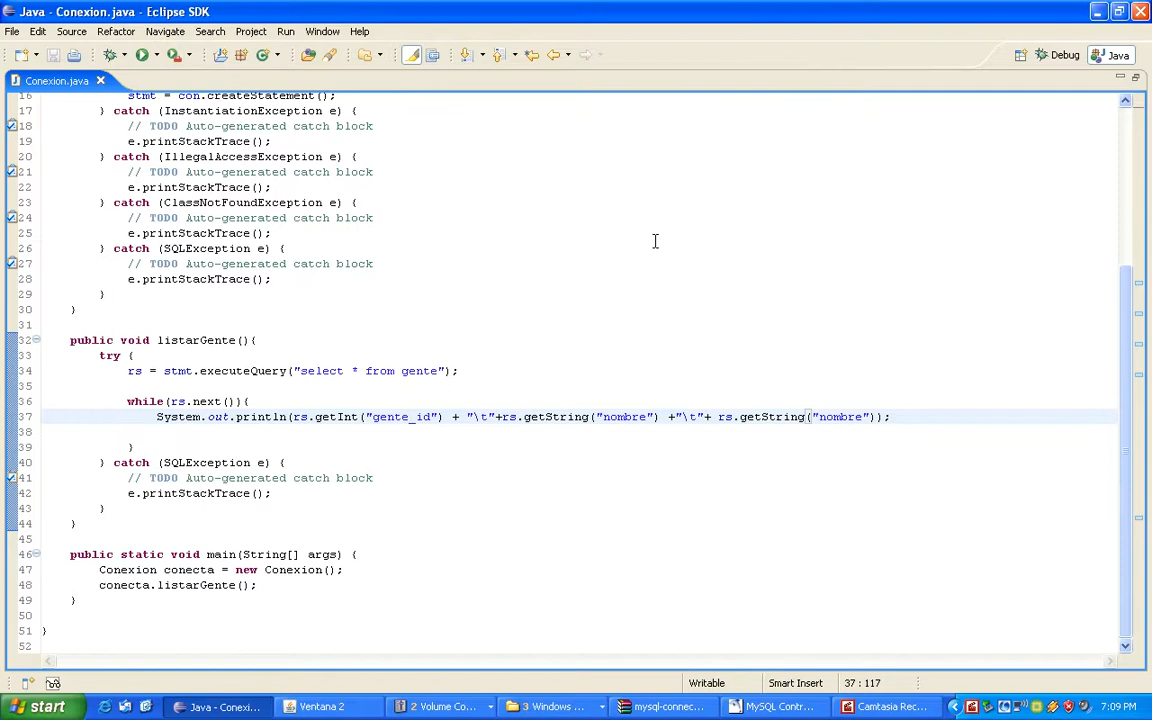 Java - Conexion.java - Eclipse SDK
File Edit Source Refactor Navigate Search Project Run Window Help
Debug Java
Conexion.java
16 stmt = con.createStatement();
17 } catch (InstantiationException e) {
18 // TODO Auto-generated catch block
19 e.printStackTrace();
20 } catch (IllegalAccessException e) {
21 // TODO Auto-generated catch block
22 e.printStackTrace();
23 } catch (ClassNotFoundException e) {
24 // TODO Auto-generated catch block
25 e.printStackTrace();
26 } catch (SQLException e) {
27 // TODO Auto-generated catch block
28 e.printStackTrace();
29 }
30 }
31
32 public void listarGente(){
33 try {
34 rs = stmt.executeQuery("select * from gente");
35
36 while(rs.next()){
37 System.out.println(rs.getInt("gente_id") + "\t"+rs.getString("nombre") +"\t"+ rs.getString("nombre"));
38
39 }
40 } catch (SQLException e) {
41 // TODO Auto-generated catch block
42 e.printStackTrace();
43 }
44 }
45
46 public static void main(String[] args) {
47 Conexion conecta = new Conexion();
48 conecta.listarGente();
49 }
50
51 }
52
Writable Smart Insert 37 : 117
start Java - Conexi... Ventana 2 2 Volume Co... 3 Windows ... mysql-connec... MySQL Contr... Camtasia Rec... 7:09 PM